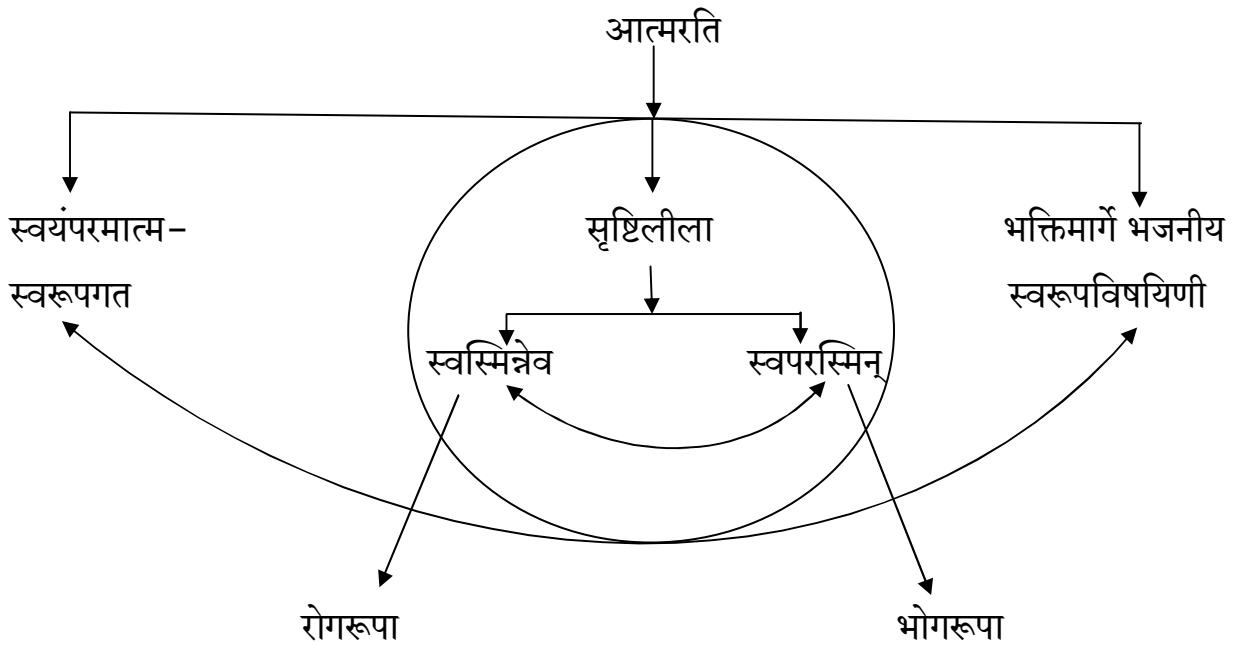 आत्मरति
स्वयंपरमात्म-
स्वरूपगत
सृष्टिलीला
भक्तिमार्गे भजनीय
स्वरूपविषयिणी
स्वस्मिन्नेव
स्वपरस्मिन्
रोगरूपा
भोगरूपा